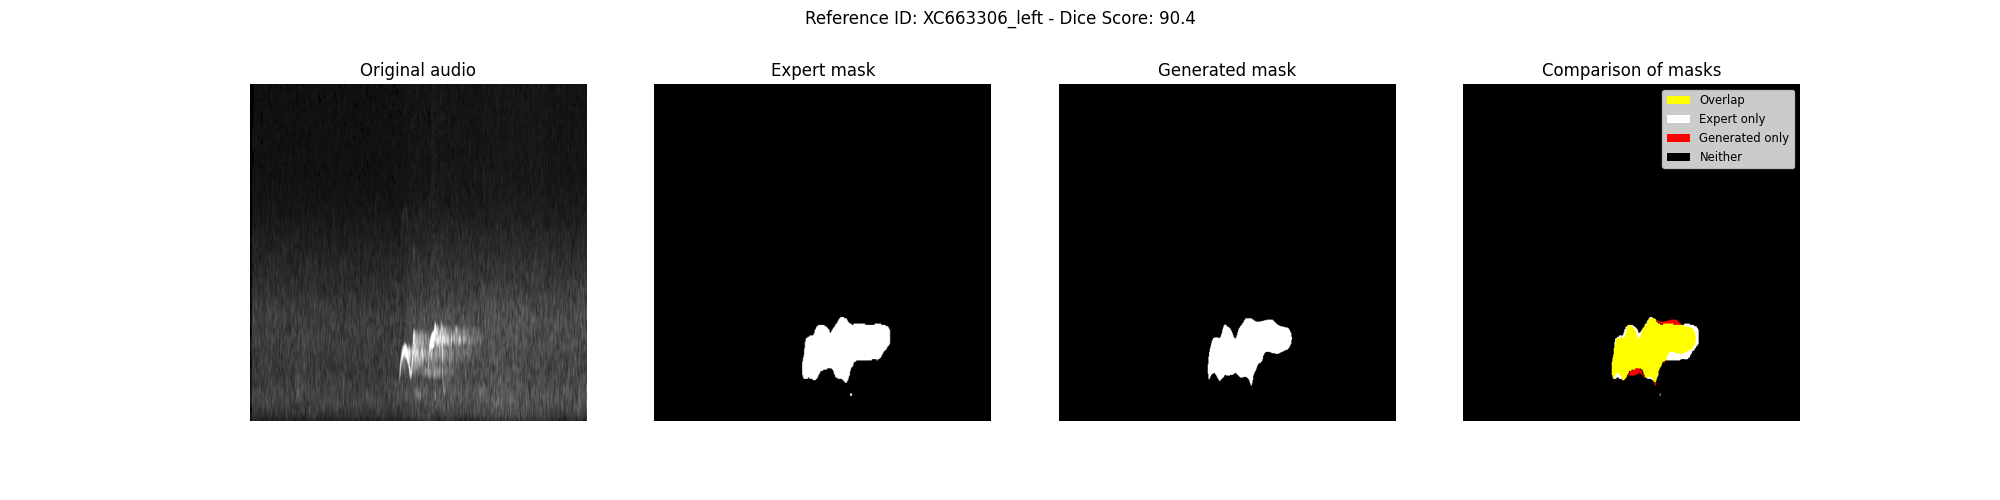 Reference ID: XC663306_left - Dice Score: 90.4
Original audio
Expert mask
Generated mask
Comparison of masks
Overlap
Expert only
Generated only
Neither